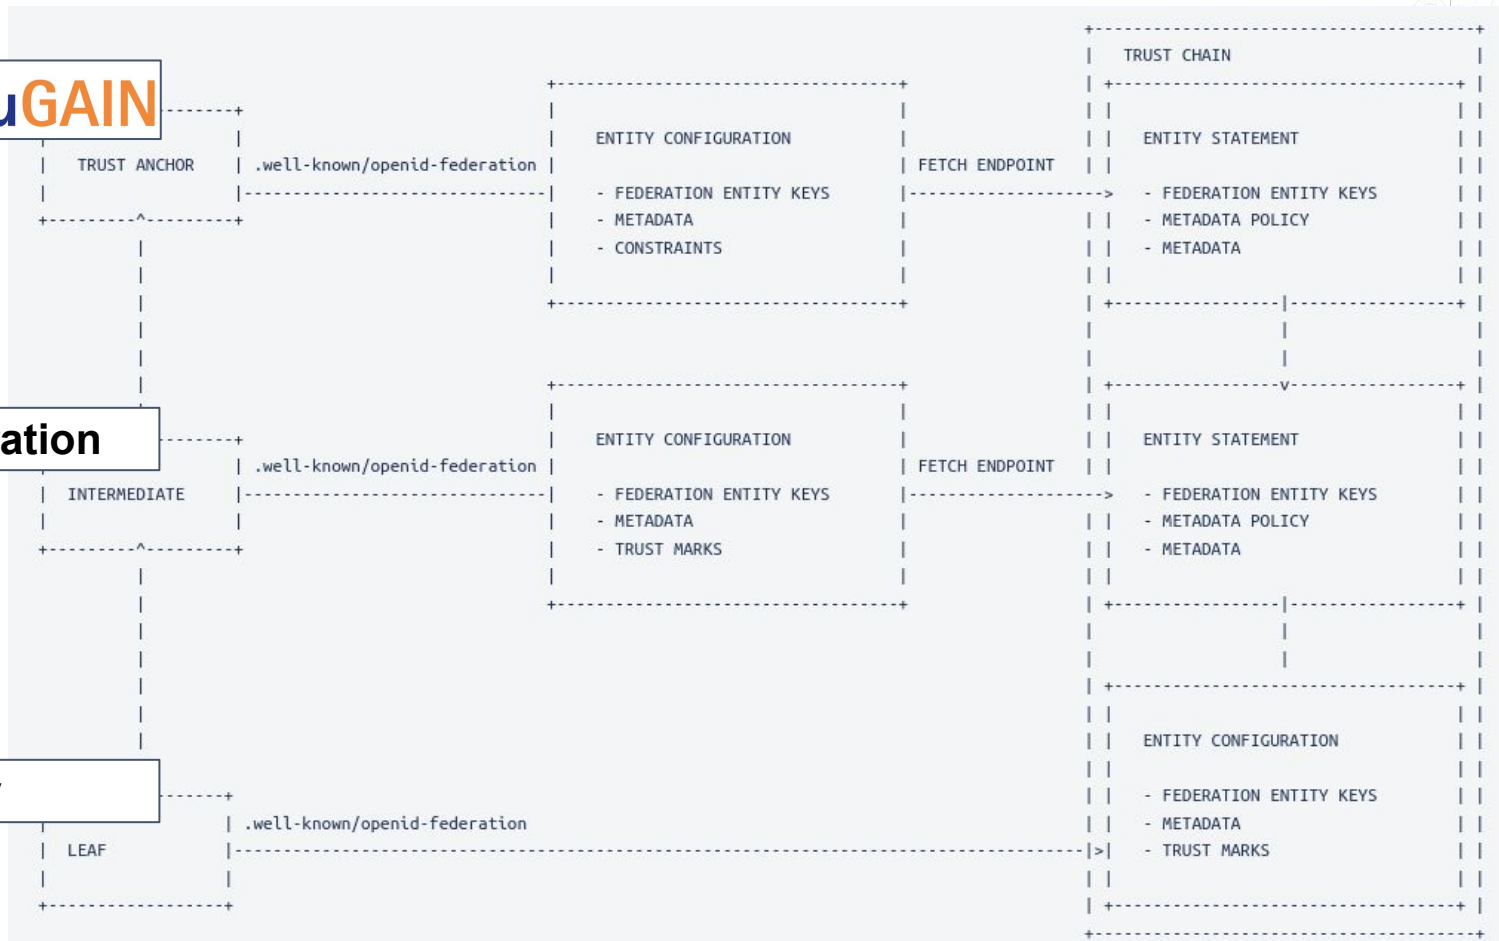 TRUST CHAIN
uGAIN
TRUST ANCHOR
.well-known/openid-federation
ENTITY CONFIGURATION
- FEDERATION ENTITY KEYS
- METADATA
- CONSTRAINTS
FETCH ENDPOINT
ENTITY STATEMENT
- FEDERATION ENTITY KEYS
- METADATA POLICY
- METADATA
ation
INTERMEDIATE
.well-known/openid-federation
ENTITY CONFIGURATION
- FEDERATION ENTITY KEYS
- METADATA
- TRUST MARKS
FETCH ENDPOINT
ENTITY STATEMENT
- FEDERATION ENTITY KEYS
- METADATA POLICY
- METADATA
LEAF
.well-known/openid-federation
ENTITY CONFIGURATION
- FEDERATION ENTITY KEYS
- METADATA
- TRUST MARKS